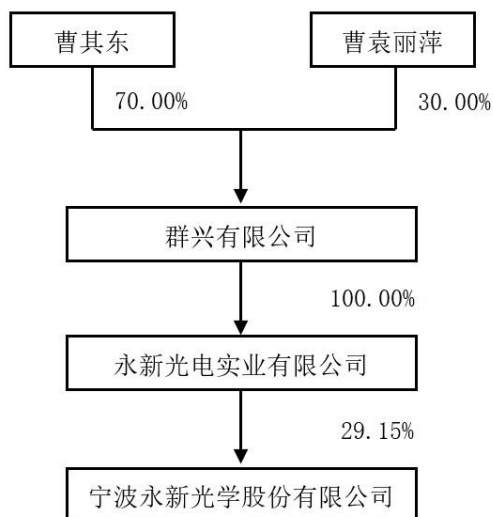 曹其东
曹袁丽萍
70.00%
30.00%
群兴有限公司
100.00%
永新光电实业有限公司
29.15%
宁波永新光学股份有限公司